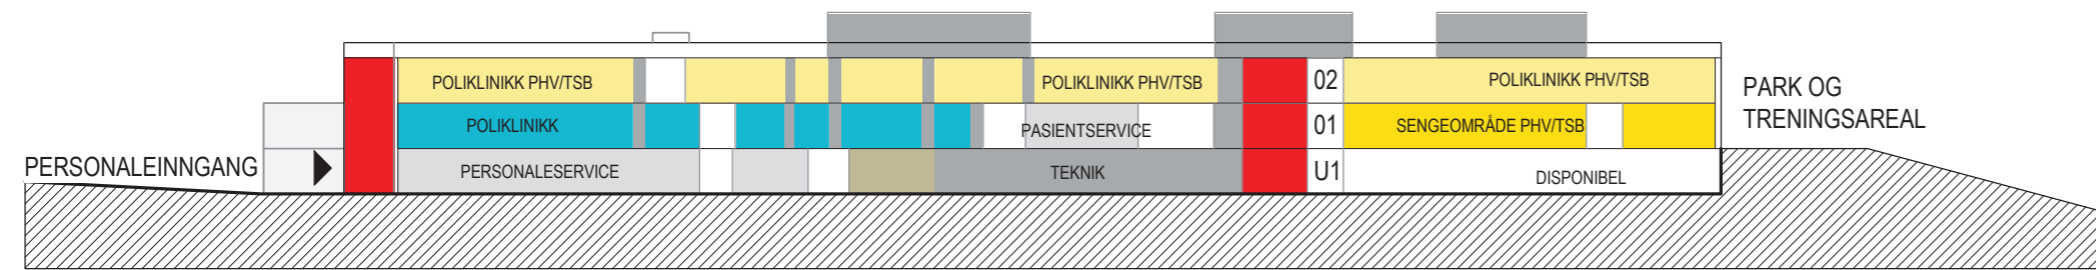 POLIKLINIKK PHV/TSB
POLIKLINIKK PHV/TSB
02
POLIKLINIKK PHV/TSB
PARK OG
TRENINGSAREAL
POLIKLINIKK
PASIENTSERVICE
01
SENGEOMRÅDE PHV/TSB
PERSONALEINNGANG
PERSONALESERVICE
TEKNIK
U1
DISPONIBEL